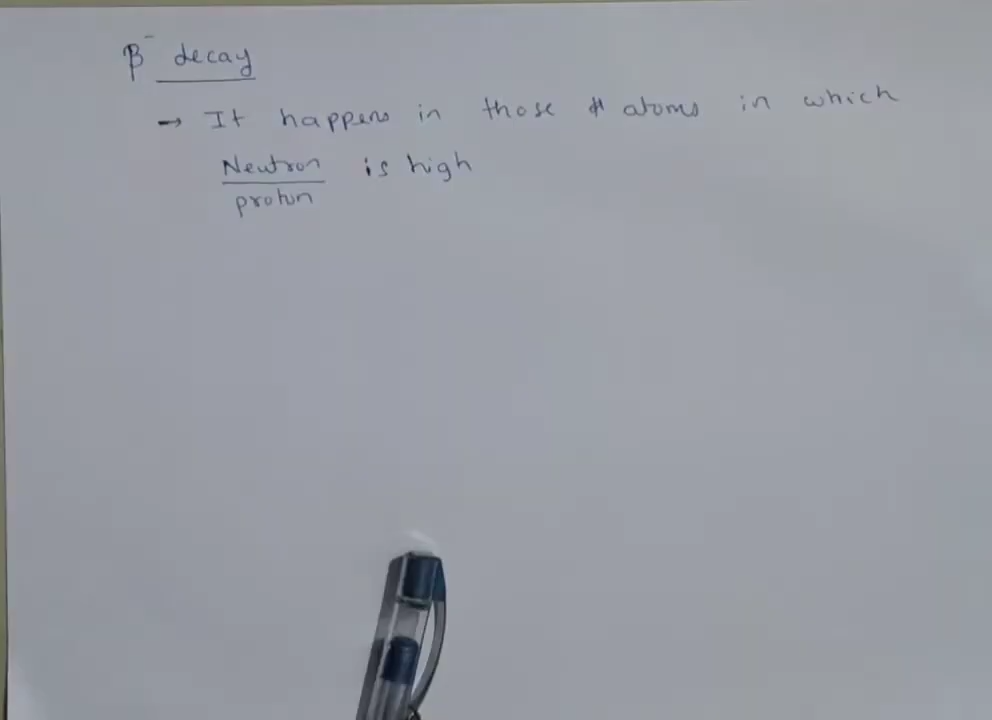 β⁻ decay
→ It happens in those atoms in which
Neutron is high
proton